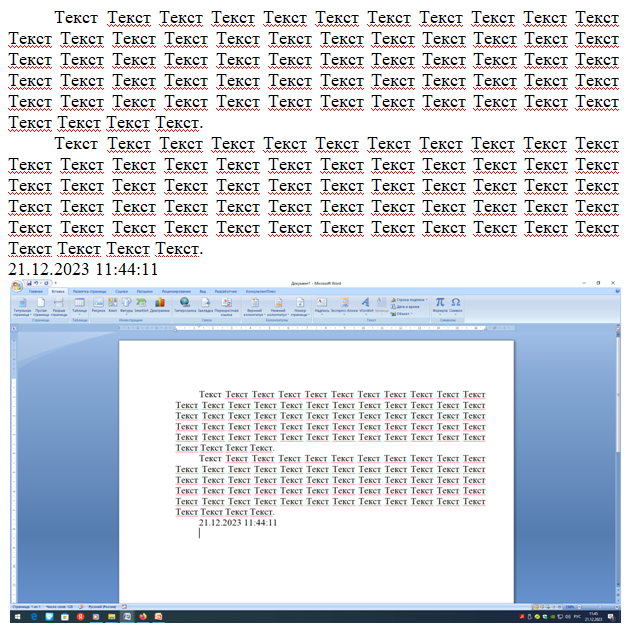 Текст Текст Текст Текст Текст Текст Текст Текст Текст Текст Текст
Текст Текст Текст Текст Текст Текст Текст Текст Текст Текст Текст Текст
Текст Текст Текст Текст Текст Текст Текст Текст Текст Текст Текст Текст
Текст Текст Текст Текст Текст Текст Текст Текст Текст Текст Текст Текст
Текст Текст Текст Текст Текст Текст Текст Текст Текст Текст Текст Текст
Текст Текст Текст Текст.
Текст Текст Текст Текст Текст Текст Текст Текст Текст Текст Текст
Текст Текст Текст Текст Текст Текст Текст Текст Текст Текст Текст Текст
Текст Текст Текст Текст Текст Текст Текст Текст Текст Текст Текст Текст
Текст Текст Текст Текст Текст Текст Текст Текст Текст Текст Текст Текст
Текст Текст Текст Текст Текст Текст Текст Текст Текст Текст Текст Текст
Текст Текст Текст Текст.
21.12.2023 11:44:11
Документ1 - Microsoft Word
Главная Вставка Разметка страницы Ссылки Рассылки Рецензирование Вид Разработчик КонсультантПлюс
Текст Текст Текст Текст Текст Текст Текст Текст Текст Текст Текст
Текст Текст Текст Текст Текст Текст Текст Текст Текст Текст Текст Текст
Текст Текст Текст Текст Текст Текст Текст Текст Текст Текст Текст Текст
Текст Текст Текст Текст Текст Текст Текст Текст Текст Текст Текст Текст
Текст Текст Текст Текст Текст Текст Текст Текст Текст Текст Текст Текст
Текст Текст Текст Текст.
Текст Текст Текст Текст Текст Текст Текст Текст Текст Текст Текст
Текст Текст Текст Текст Текст Текст Текст Текст Текст Текст Текст Текст
Текст Текст Текст Текст Текст Текст Текст Текст Текст Текст Текст Текст
Текст Текст Текст Текст Текст Текст Текст Текст Текст Текст Текст Текст
Текст Текст Текст Текст Текст Текст Текст Текст Текст Текст Текст Текст
Текст Текст Текст Текст.
21.12.2023 11:44:11
11:45
21.12.2023